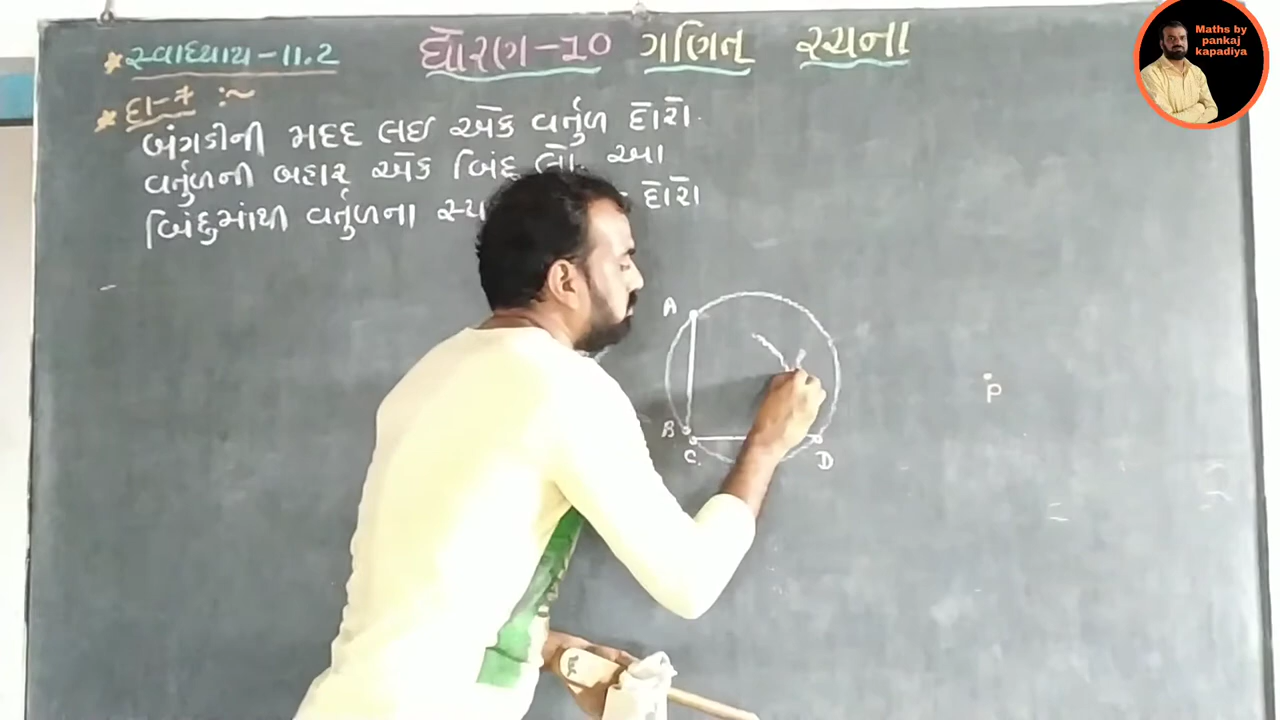 * સ્વાધ્યાય-11.2 ધોરણ-10 ગણિત રચના
* દા-7 :~
બંગડીની મદદ લઈ એક વર્તુળ દોરો.
વર્તુળની બહાર એક બિંદુ લો. આ
બિંદુમાંથી વર્તુળના દોરો
A
B
C.
D
P
Maths by
pankaj
kapadiya